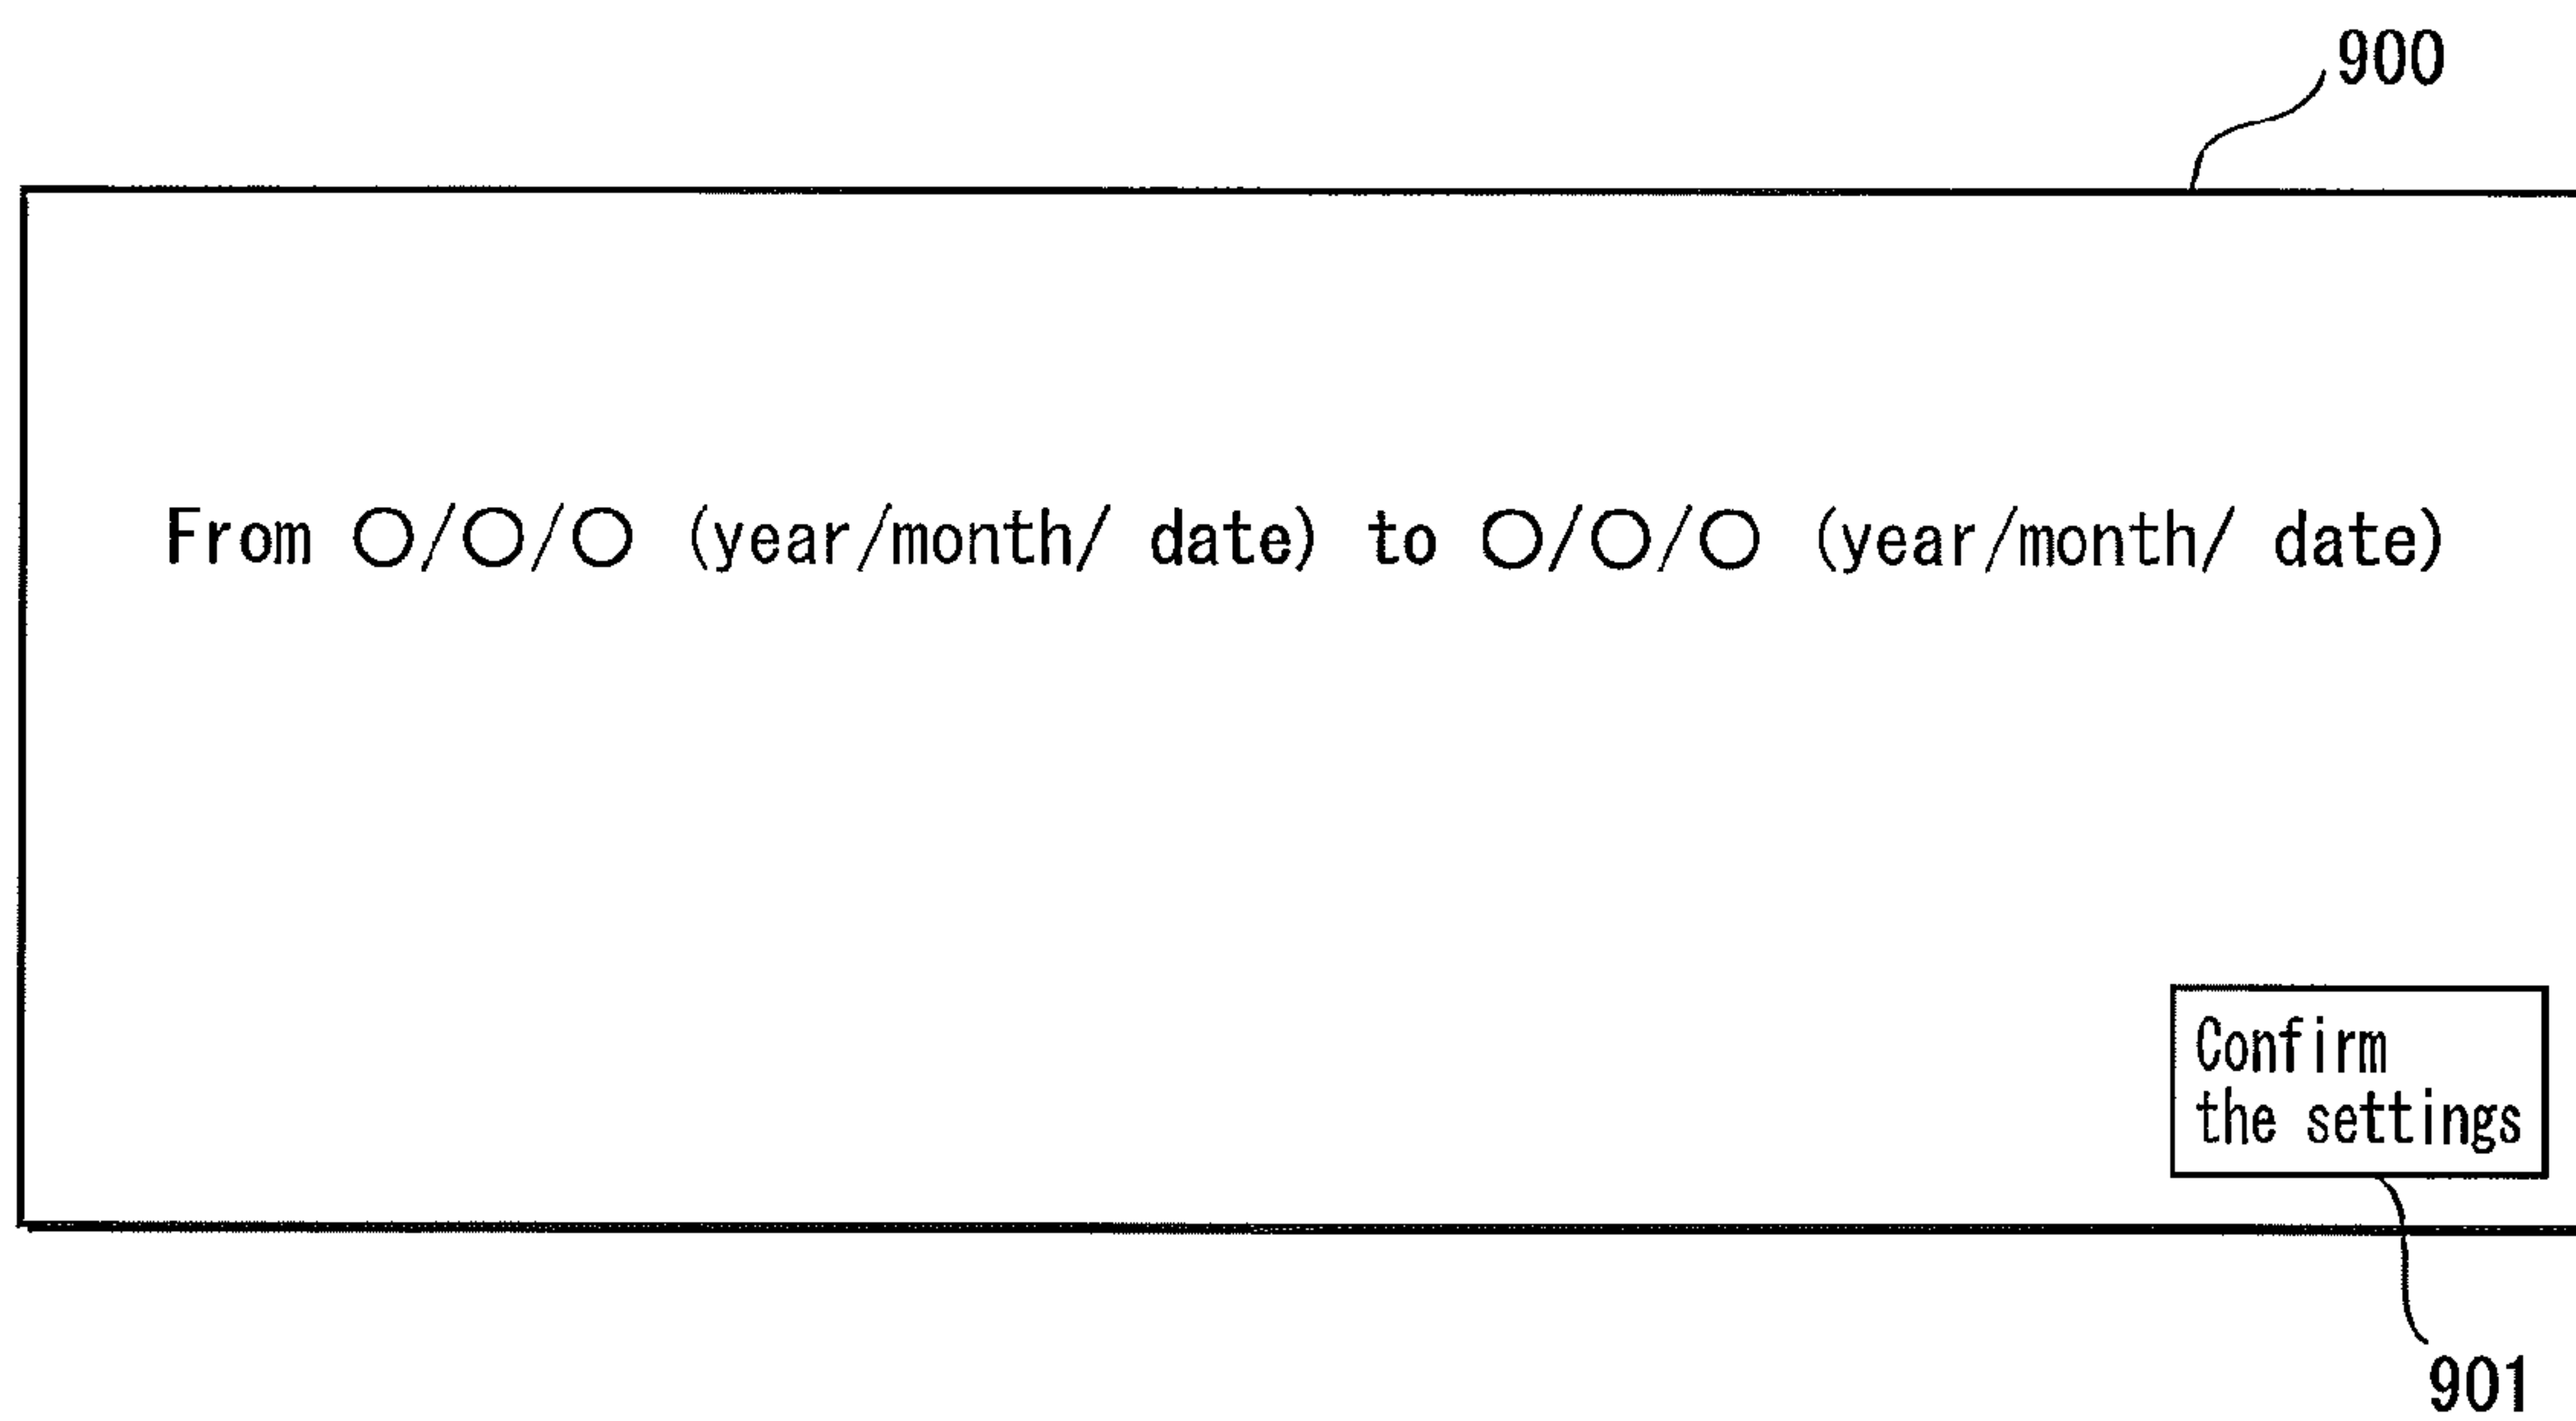 900
From ○/○/○ (year/month/ date) to ○/○/○ (year/month/ date)
Confirm
the settings
901